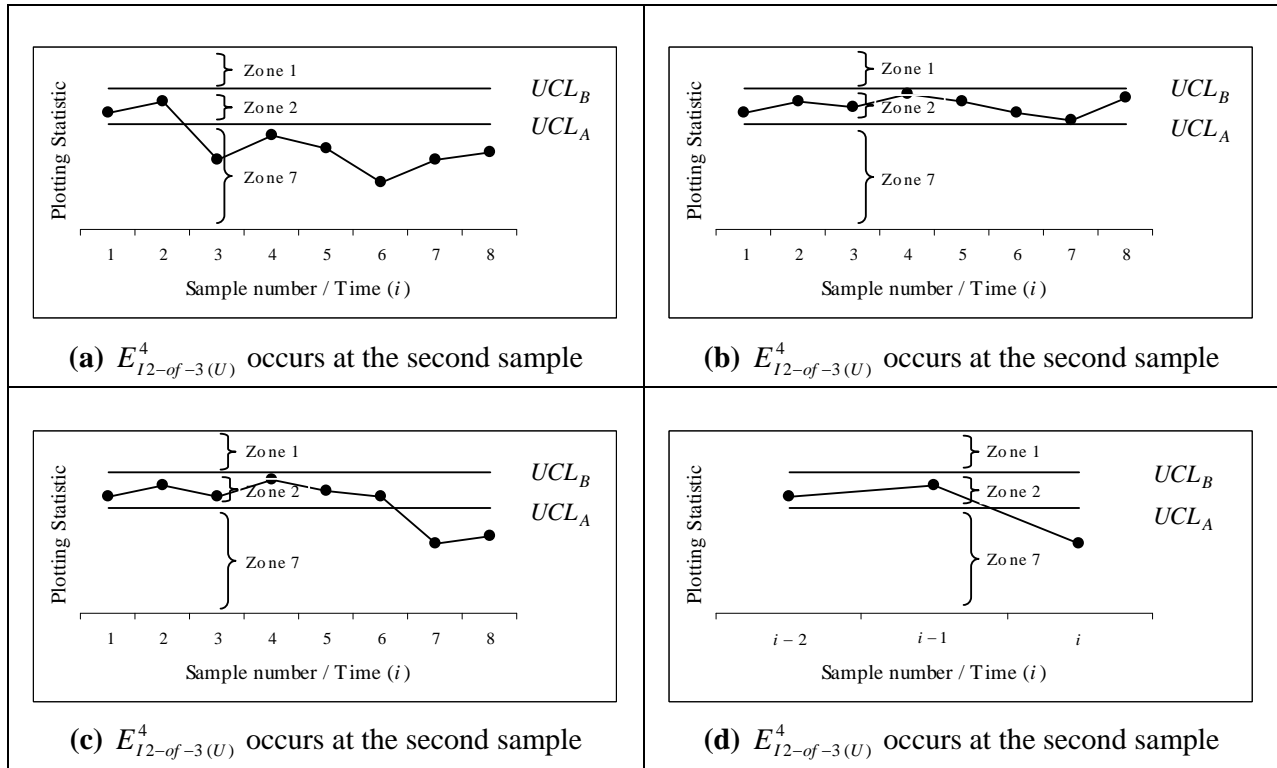 Plotting Statistic
Zone 1
Zone 2
Zone 7
UCL_B
UCL_A
1 2 3 4 5 6 7 8
Sample number / Time (i)
(a) E^4_{I2-of-3(U)} occurs at the second sample
Plotting Statistic
Zone 1
Zone 2
Zone 7
UCL_B
UCL_A
1 2 3 4 5 6 7 8
Sample number / Time (i)
(b) E^4_{I2-of-3(U)} occurs at the second sample
Plotting Statistic
Zone 1
Zone 2
Zone 7
UCL_B
UCL_A
1 2 3 4 5 6 7 8
Sample number / Time (i)
(c) E^4_{I2-of-3(U)} occurs at the second sample
Plotting Statistic
Zone 1
Zone 2
Zone 7
UCL_B
UCL_A
i−2 i−1 i
Sample number / Time (i)
(d) E^4_{I2-of-3(U)} occurs at the second sample